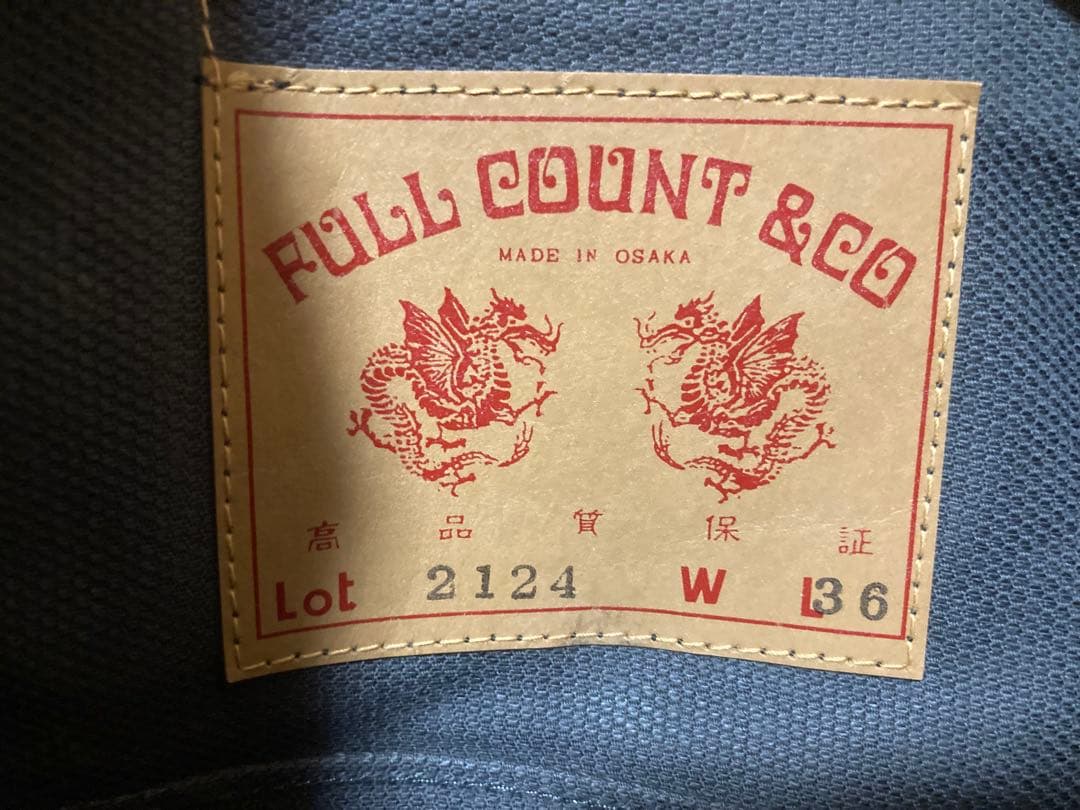 FULL COUNT & CO
MADE IN OSAKA
高品質保証
Lot 2124 W L36